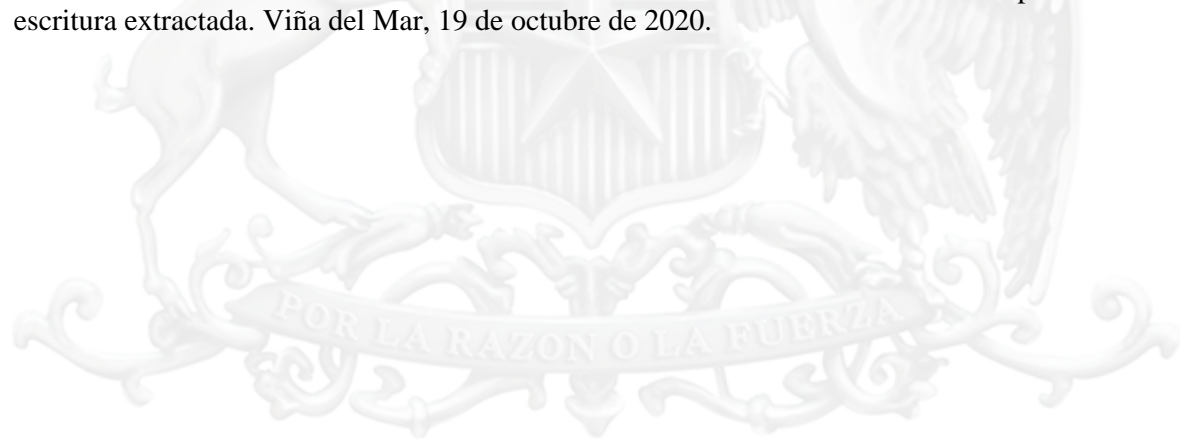 escritura extractada. Viña del Mar, 19 de octubre de 2020.
POR LA RAZON O LA FUERZA